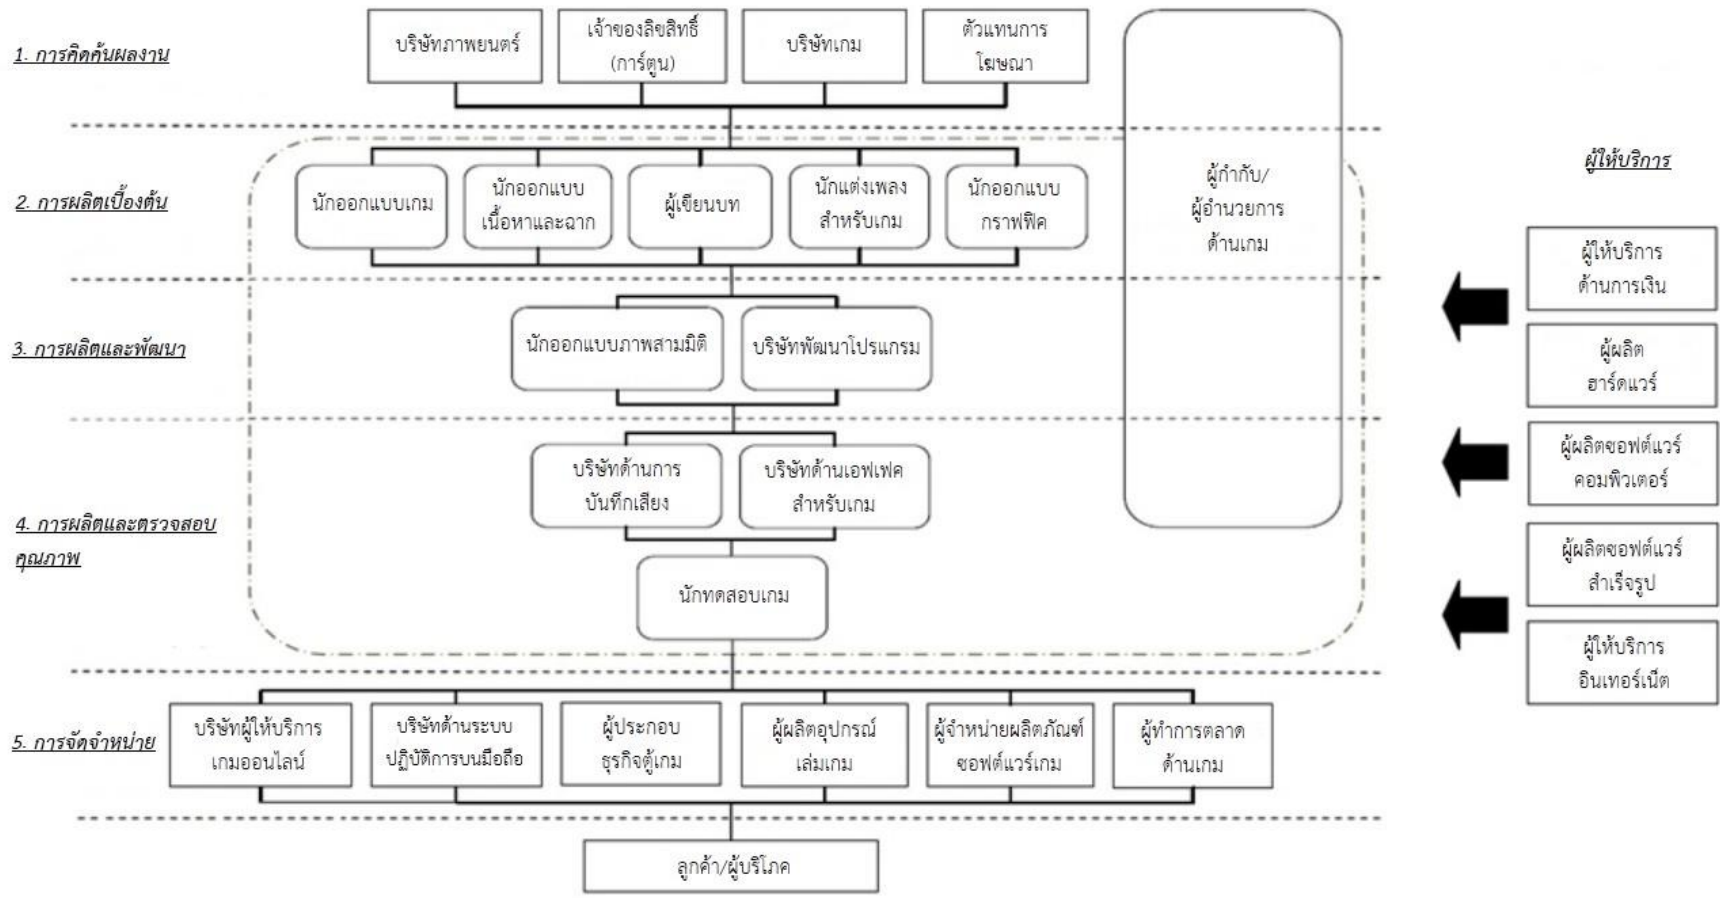 1. การคิดค้นผลงาน
บริษัทภาพยนตร์
เจ้าของลิขสิทธิ์
(การ์ตูน)
บริษัทเกม
ตัวแทนการ
โฆษณา
2. การผลิตเบื้องต้น
นักออกแบบเกม
นักออกแบบ
เนื้อหาและฉาก
ผู้เขียนบท
นักแต่งเพลง
สำหรับเกม
นักออกแบบ
กราฟฟิค
ผู้กำกับ/
ผู้อำนวยการ
ด้านเกม
3. การผลิตและพัฒนา
นักออกแบบภาพสามมิติ
บริษัทพัฒนาโปรแกรม
4. การผลิตและตรวจสอบ
คุณภาพ
บริษัทด้านการ
บันทึกเสียง
บริษัทด้านเอฟเฟค
สำหรับเกม
นักทดสอบเกม
5. การจัดจำหน่าย
บริษัทผู้ให้บริการ
เกมออนไลน์
บริษัทด้านระบบ
ปฏิบัติการบนมือถือ
ผู้ประกอบ
ธุรกิจตู้เกม
ผู้ผลิตอุปกรณ์
เล่มเกม
ผู้จำหน่ายผลิตภัณฑ์
ซอฟต์แวร์เกม
ผู้ทำการตลาด
ด้านเกม
ลูกค้า/ผู้บริโภค
ผู้ให้บริการ
ผู้ให้บริการ
ด้านการเงิน
ผู้ผลิต
ฮาร์ดแวร์
ผู้ผลิตซอฟต์แวร์
คอมพิวเตอร์
ผู้ผลิตซอฟต์แวร์
สำเร็จรูป
ผู้ให้บริการ
อินเทอร์เน็ต